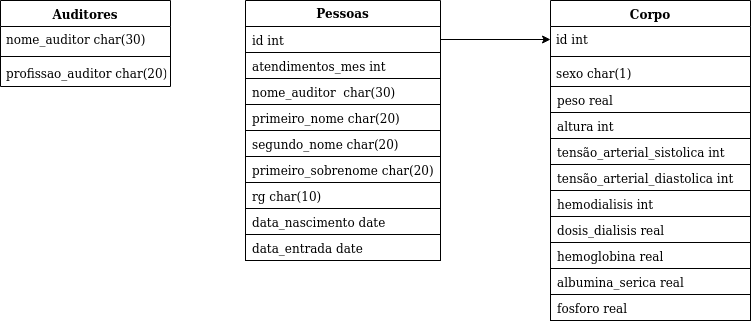 Auditores
nome_auditor char(30)
profissao_auditor char(20)
Pessoas
id int
atendimentos_mes int
nome_auditor  char(30)
primeiro_nome char(20)
segundo_nome char(20)
primeiro_sobrenome char(20)
rg char(10)
data_nascimento date
data_entrada date
Corpo
id int
sexo char(1)
peso real
altura int
tensão_arterial_sistolica int
tensão_arterial_diastolica int
hemodialisis int
dosis_dialisis real
hemoglobina real
albumina_serica real
fosforo real